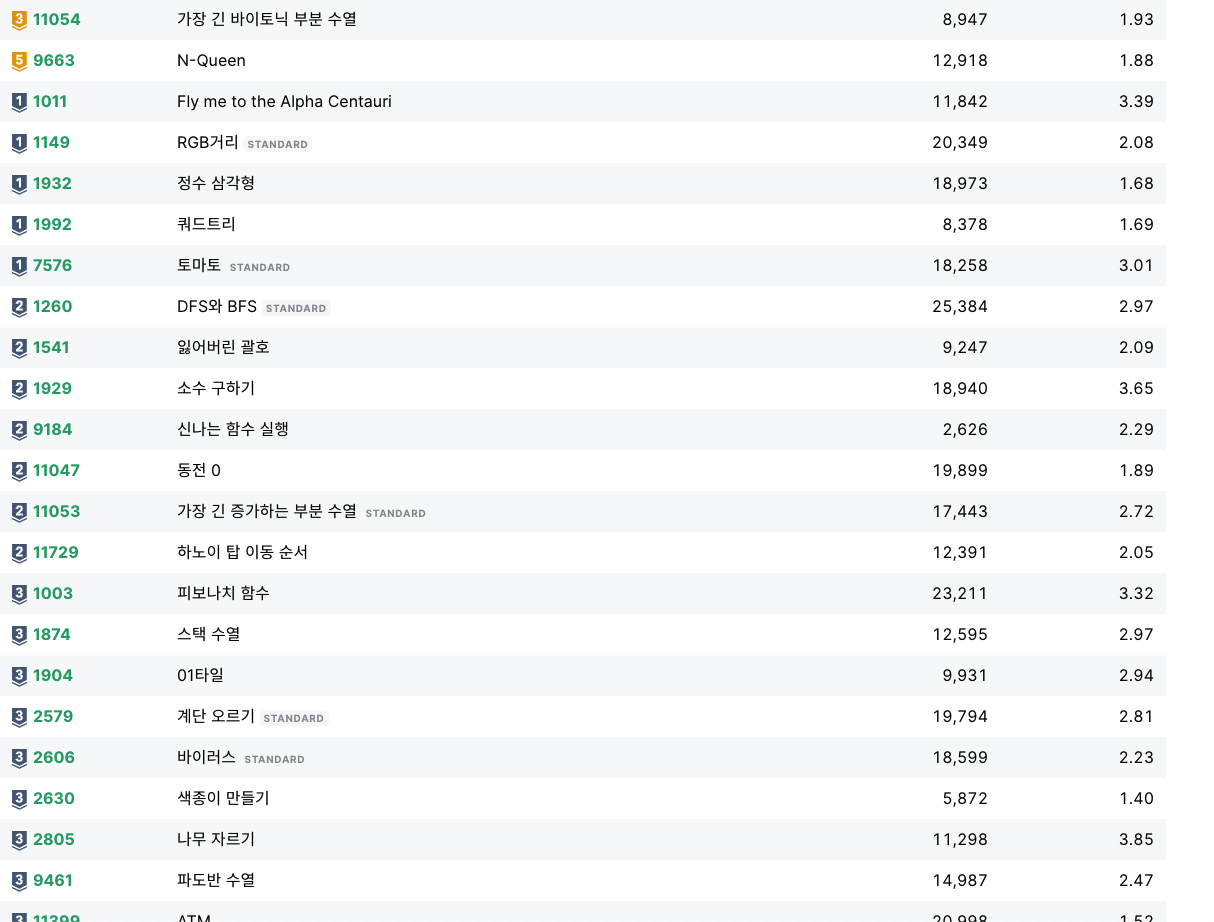 3 11054 가장 긴 바이토닉 부분 수열 8,947 1.93
5 9663 N-Queen 12,918 1.88
1 1011 Fly me to the Alpha Centauri 11,842 3.39
1 1149 RGB거리 STANDARD 20,349 2.08
1 1932 정수 삼각형 18,973 1.68
1 1992 쿼드트리 8,378 1.69
1 7576 토마토 STANDARD 18,258 3.01
2 1260 DFS와 BFS STANDARD 25,384 2.97
2 1541 잃어버린 괄호 9,247 2.09
2 1929 소수 구하기 18,940 3.65
2 9184 신나는 함수 실행 2,626 2.29
2 11047 동전 0 19,899 1.89
2 11053 가장 긴 증가하는 부분 수열 STANDARD 17,443 2.72
2 11729 하노이 탑 이동 순서 12,391 2.05
3 1003 피보나치 함수 23,211 3.32
3 1874 스택 수열 12,595 2.97
3 1904 01타일 9,931 2.94
3 2579 계단 오르기 STANDARD 19,794 2.81
3 2606 바이러스 STANDARD 18,599 2.23
3 2630 색종이 만들기 5,872 1.40
3 2805 나무 자르기 11,298 3.85
3 9461 파도반 수열 14,987 2.47
3 11399 ATM 20,998 1.52